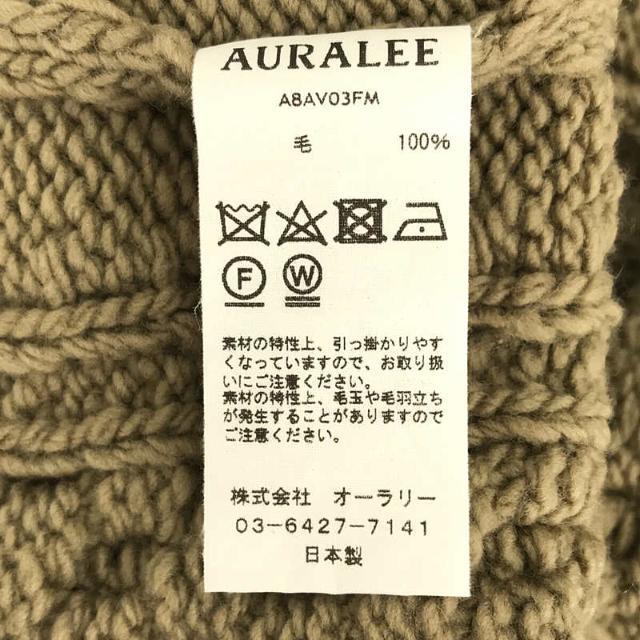 AURALEE
A8AV03FM
毛 100%
F W
素材の特性上、引っ掛かりやす
くなっていますので、お取り扱
いにご注意ください。
素材の特性上、毛玉や毛羽立ち
が発生することがありますので
ご注意ください。
株式会社 オーラリー
03-6427-7141
日本製